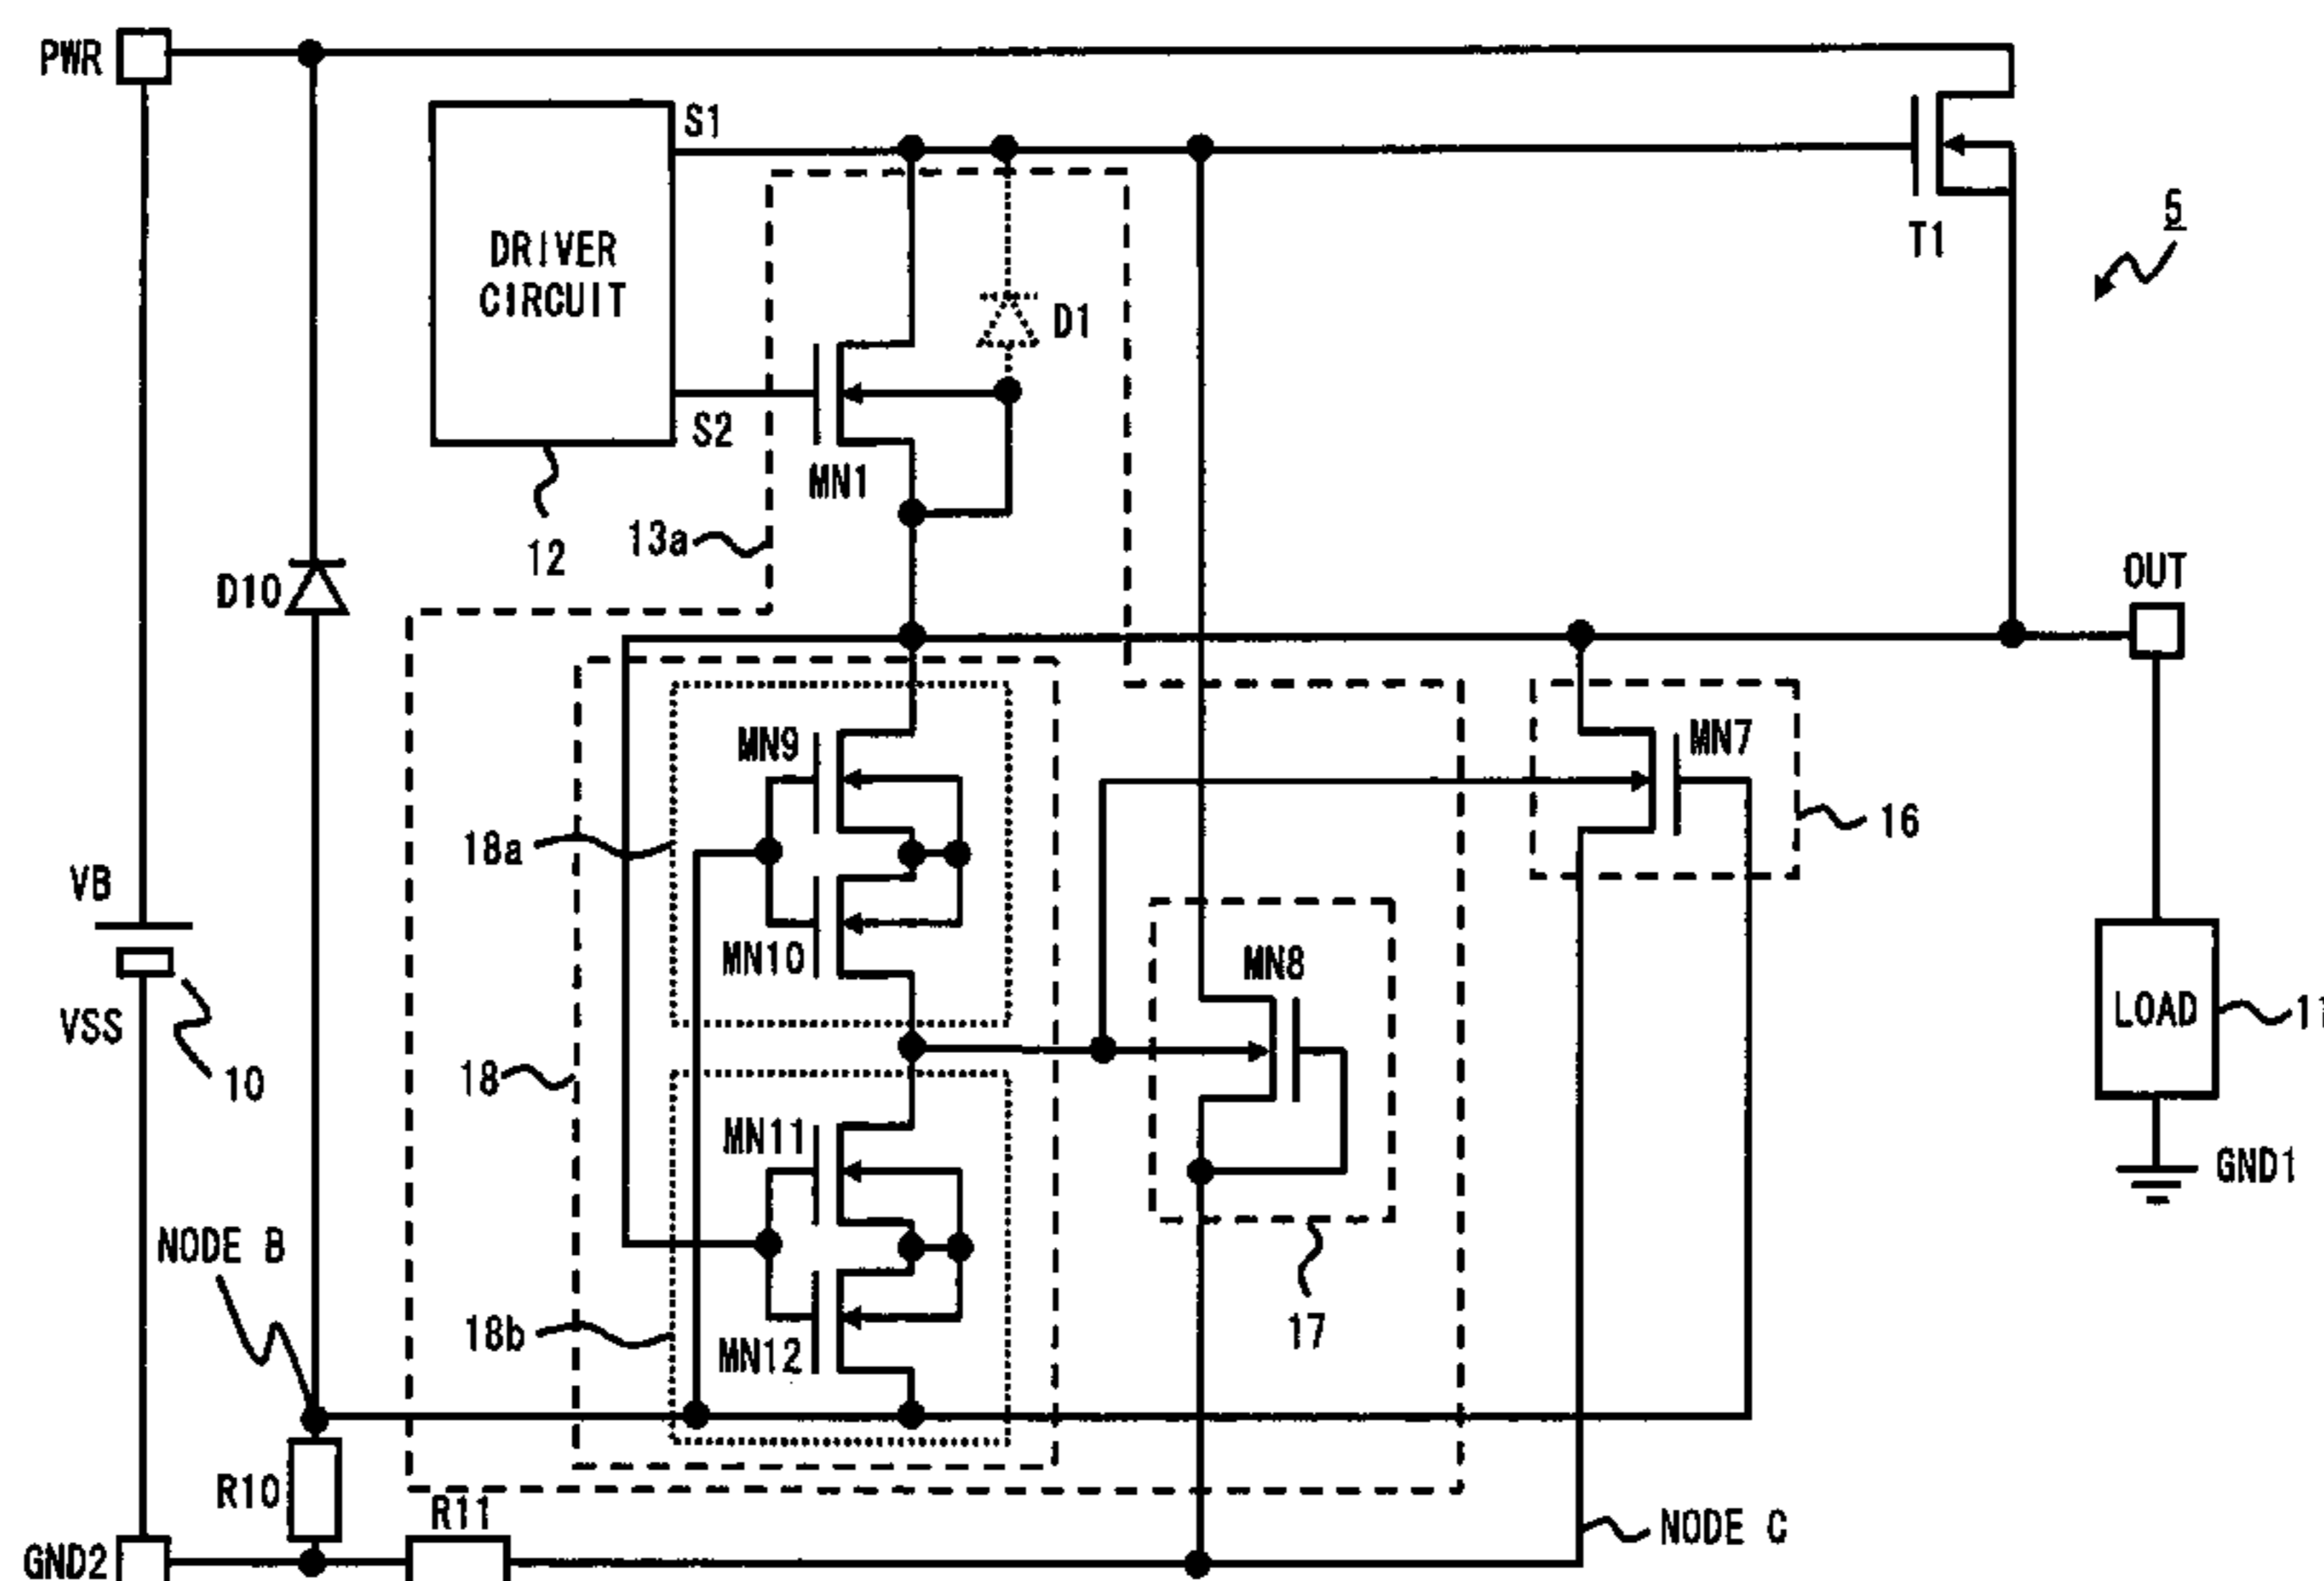 PWR
S1
DRIVER
CIRCUIT
T1
5
D1
S2
MN1
13a
12
D10
OUT
MN9
MN7
18a
16
VB
MN10
MN8
LOAD
VSS
10
18
MN11
GND1
NODE B
17
18b
MN12
R10
R11
NODE C
GND2